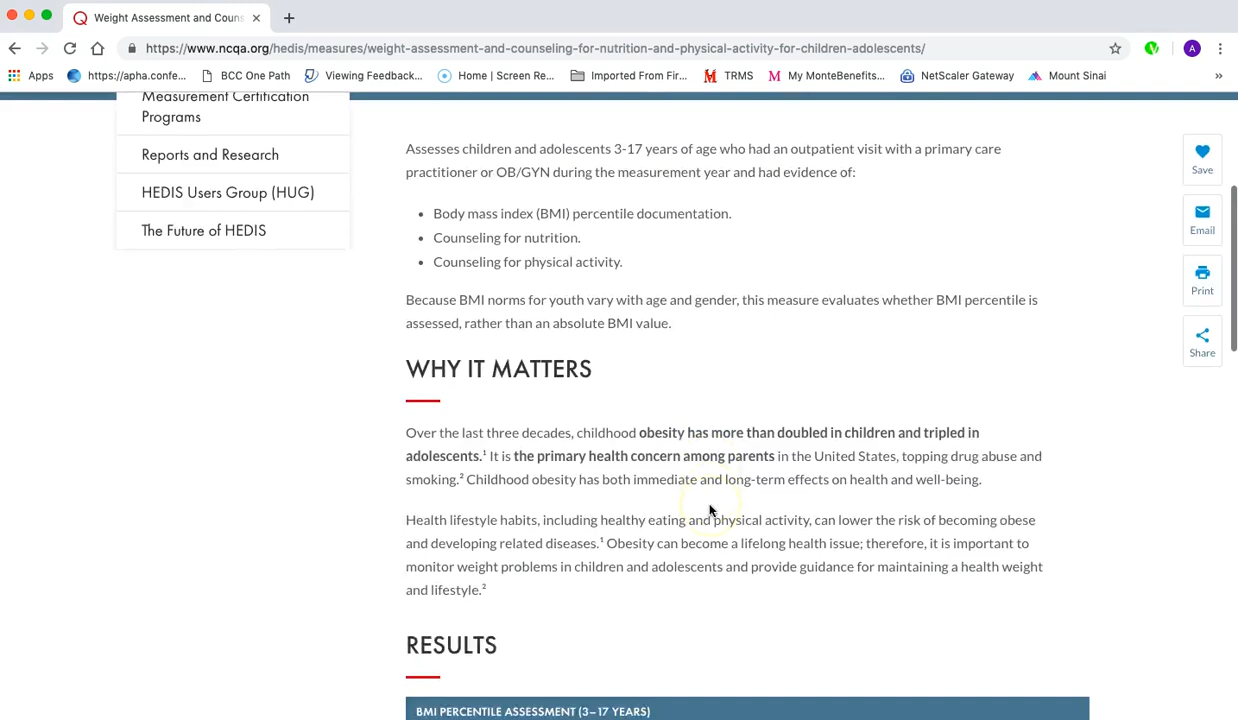 Weight Assessment and Couns
https://www.ncqa.org/hedis/measures/weight-assessment-and-counseling-for-nutrition-and-physical-activity-for-children-adolescents/
A
Apps
https://apha.confe...
BCC One Path
Viewing Feedback...
Home | Screen Re...
Imported From Fir...
TRMS
My MonteBenefits...
NetScaler Gateway
Mount Sinai
»
Measurement Certification
Programs
Reports and Research
HEDIS Users Group (HUG)
The Future of HEDIS
Assesses children and adolescents 3-17 years of age who had an outpatient visit with a primary care
practitioner or OB/GYN during the measurement year and had evidence of:
• Body mass index (BMI) percentile documentation.
• Counseling for nutrition.
• Counseling for physical activity.
Because BMI norms for youth vary with age and gender, this measure evaluates whether BMI percentile is
assessed, rather than an absolute BMI value.
WHY IT MATTERS
Over the last three decades, childhood obesity has more than doubled in children and tripled in
adolescents.¹ It is the primary health concern among parents in the United States, topping drug abuse and
smoking.² Childhood obesity has both immediate and long-term effects on health and well-being.
Health lifestyle habits, including healthy eating and physical activity, can lower the risk of becoming obese
and developing related diseases.¹ Obesity can become a lifelong health issue; therefore, it is important to
monitor weight problems in children and adolescents and provide guidance for maintaining a health weight
and lifestyle.²
RESULTS
BMI PERCENTILE ASSESSMENT (3–17 YEARS)
Save
Email
Print
Share